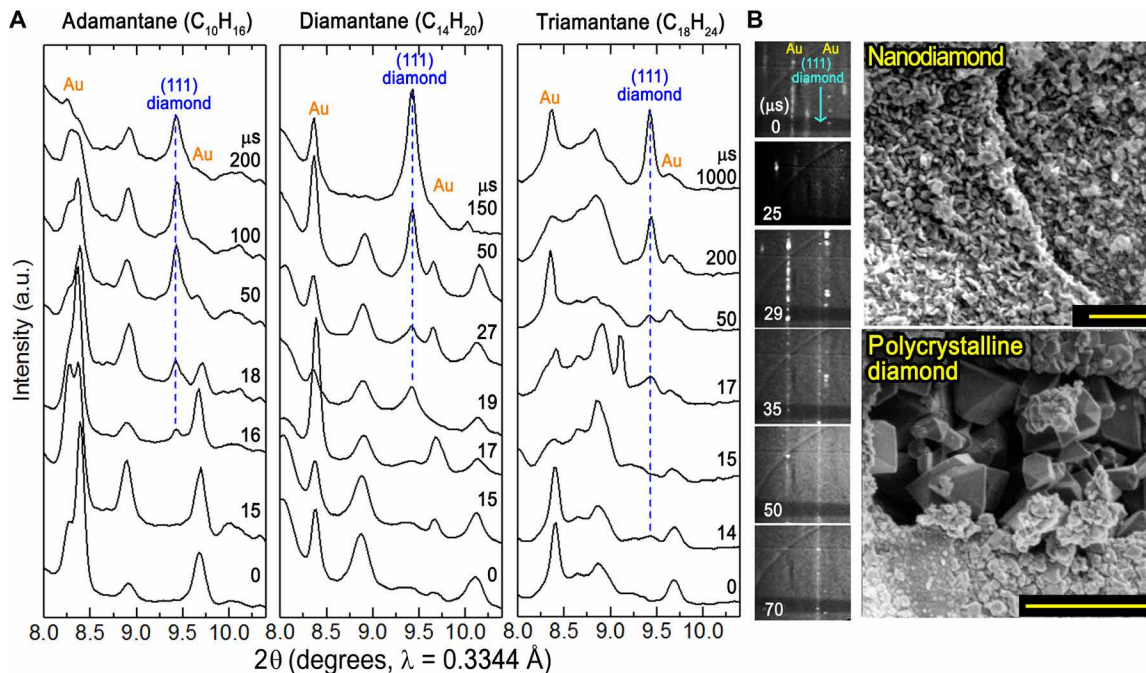 A
Adamantane (C₁₀H₁₆)
Au
(111)
diamond
Au
μs
200
100
50
18
16
15
0
8.0 8.5 9.0 9.5 10.0
Diamantane (C₁₄H₂₀)
Au
(111)
diamond
Au
μs
150
50
27
19
17
15
0
8.0 8.5 9.0 9.5 10.0
Triamantane (C₁₈H₂₄)
Au
(111)
diamond
Au
μs
1000
200
50
17
15
14
0
8.0 8.5 9.0 9.5 10.0
Intensity (a.u.)
2θ (degrees, λ = 0.3344 Å)
B
Au Au
(111)
diamond
(μs)
0
25
29
35
50
70
Nanodiamond
Polycrystalline
diamond